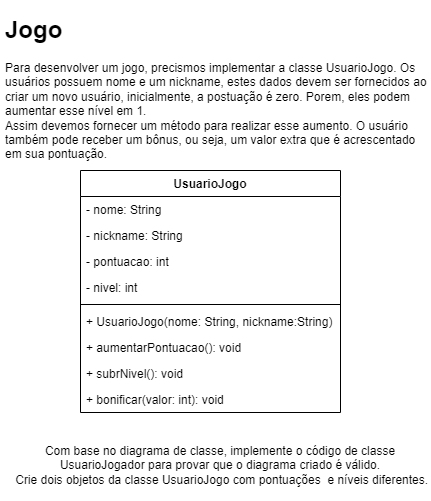 Jogo
Para desenvolver um jogo, precismos implementar a classe UsuarioJogo. Os
usuários possuem nome e um nickname, estes dados devem ser fornecidos ao
criar um novo usuário, inicialmente, a postuação é zero. Porem, eles podem
aumentar esse nível em 1.
Assim devemos fornecer um método para realizar esse aumento. O usuário
também pode receber um bônus, ou seja, um valor extra que é acrescentado
em sua pontuação.
UsuarioJogo
- nome: String
- nickname: String
- pontuacao: int
- nivel: int
+ UsuarioJogo(nome: String, nickname:String)
+ aumentarPontuacao(): void
+ subrNivel(): void
+ bonificar(valor: int): void
Com base no diagrama de classe, implemente o código de classe
UsuarioJogador para provar que o diagrama criado é válido.
Crie dois objetos da classe UsuarioJogo com pontuações e níveis diferentes.